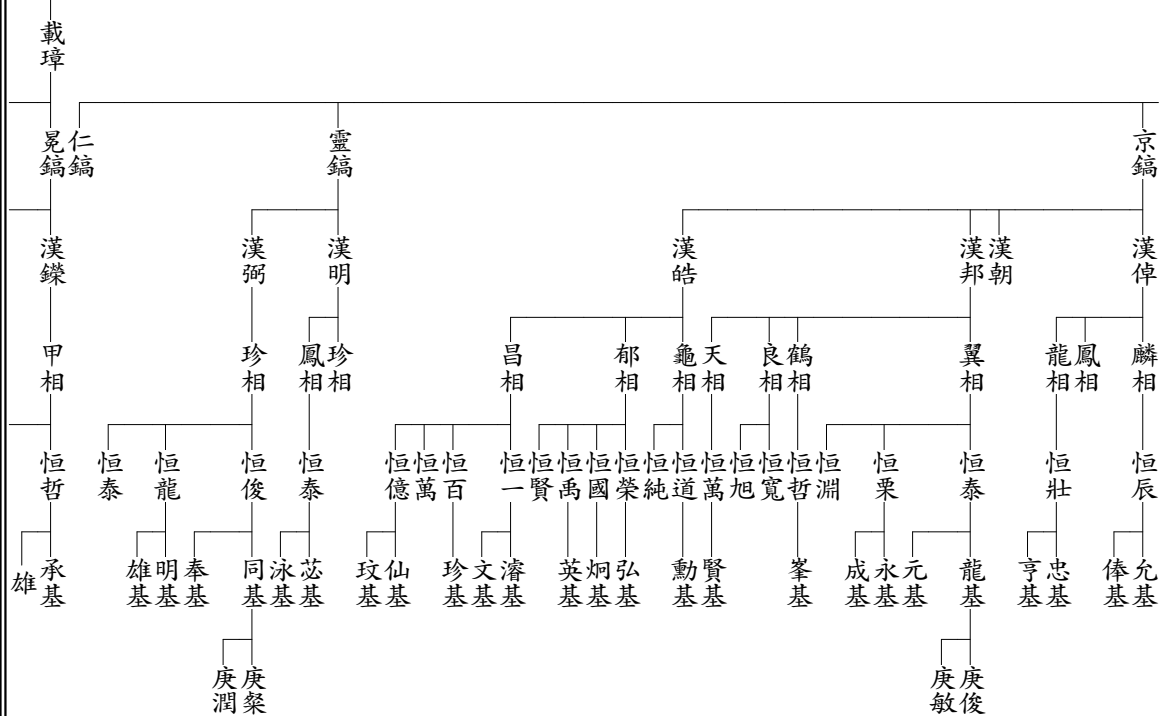 載璋
京鎬
靈鎬
仁鎬
冕鎬
漢倬
漢朝
漢邦
漢皓
漢明
漢弼
漢鑅
麟相
鳳相
龍相
翼相
鶴相
良相
天相
龜相
郁相
昌相
珍相
鳳相
珍相
甲相
恒辰
恒壯
恒泰
恒栗
恒淵
恒哲
恒寬
恒旭
恒萬
恒道
恒純
恒榮
恒國
恒禹
恒賢
恒一
恒百
恒萬
恒億
恒泰
恒俊
恒龍
恒泰
恒哲
允基
俸基
忠基
亨基
龍基
元基
永基
成基
峯基
賢基
勳基
弘基
炯基
英基
濬基
文基
珍基
仙基
玟基
苾基
泳基
同基
奉基
明基
雄基
承基
雄
庚俊
庚敏
庚粲
庚潤